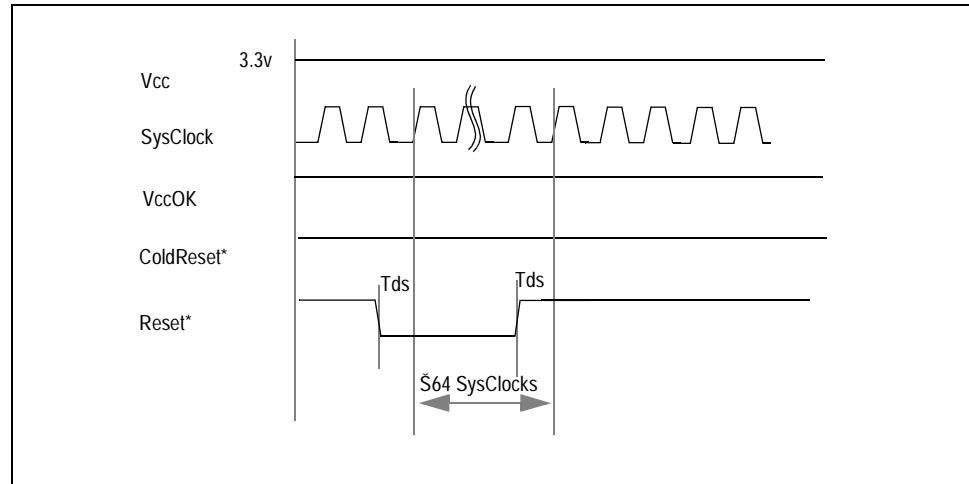 3.3v
Vcc
SysClock
VccOK
ColdReset*
Tds Tds
Reset*
Š64 SysClocks